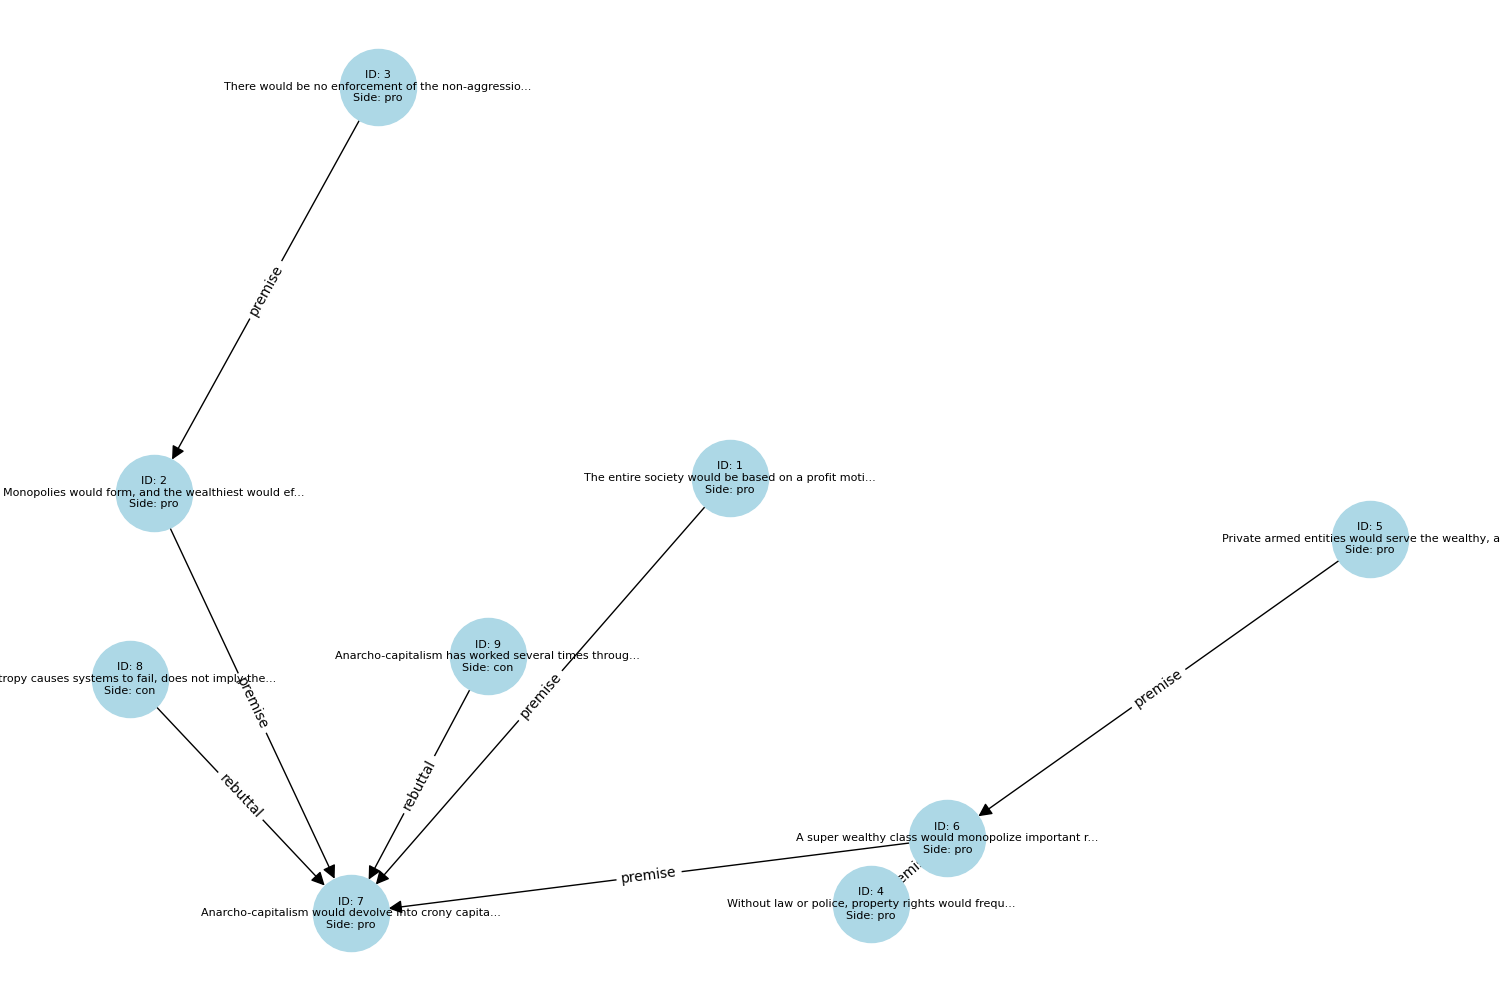 ID: 3
There would be no enforcement of the non-aggressio...
Side: pro
premise
ID: 2
Monopolies would form, and the wealthiest would ef...
Side: pro
ID: 1
The entire society would be based on a profit moti...
Side: pro
ID: 5
Private armed entities would serve the wealthy, a
Side: pro
ID: 9
Anarcho-capitalism has worked several times throug...
Side: con
ID: 8
causes systems to fail, does not imply the...
Side: con
premise
premise
premise
rebuttal
rebuttal
ID: 6
A super wealthy class would monopolize important r...
Side: pro
premise
ID: 4
Without law or police, property rights would frequ...
Side: pro
ID: 7
Anarcho-capitalism would devolve into crony capita...
Side: pro